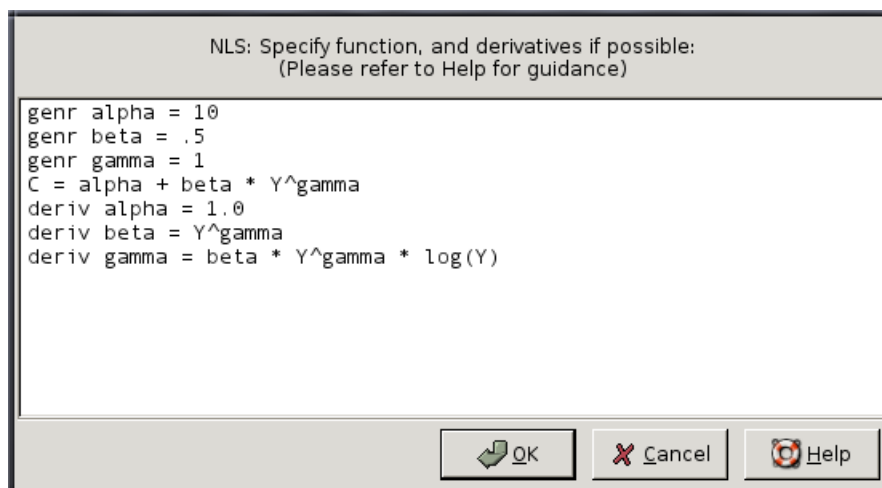 NLS: Specify function, and derivatives if possible:
(Please refer to Help for guidance)
genr alpha = 10
genr beta = .5
genr gamma = 1
C = alpha + beta * Y^gamma
deriv alpha = 1.0
deriv beta = Y^gamma
deriv gamma = beta * Y^gamma * log(Y)
OK Cancel Help